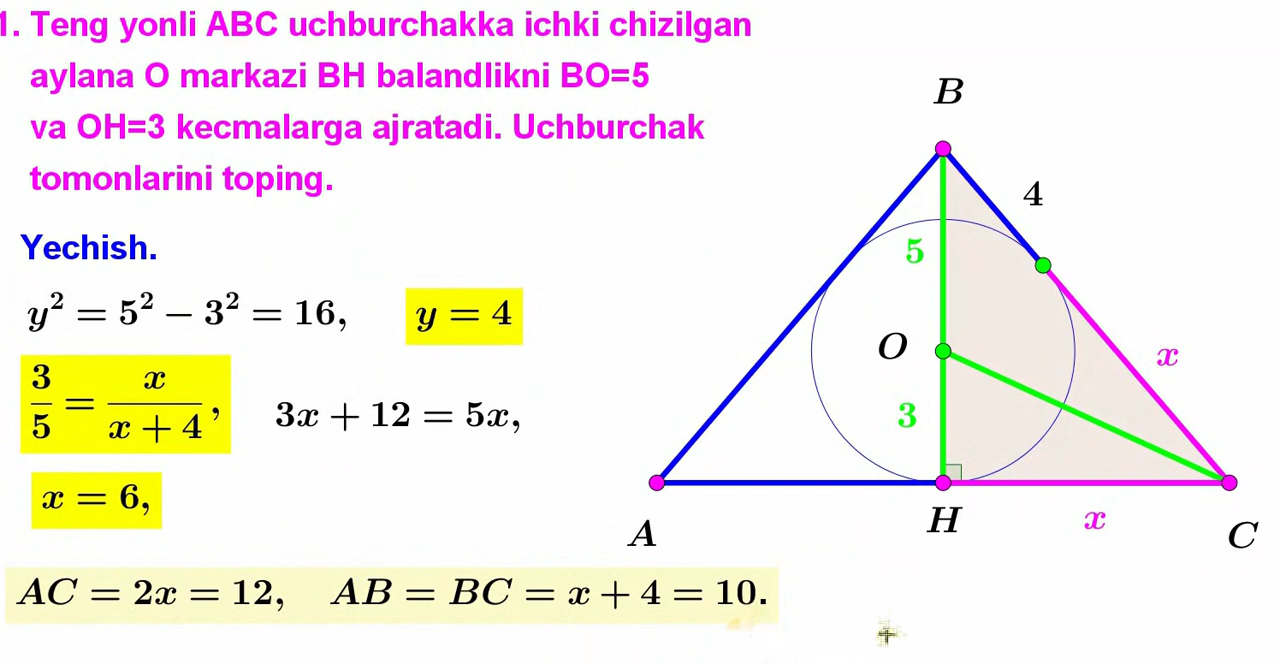 1. Teng yonli ABC uchburchakka ichki chizilgan
aylana O markazi BH balandlikni BO=5
va OH=3 kecmalarga ajratadi. Uchburchak
tomonlarini toping.
Yechish.
y² = 5² − 3² = 16, y = 4
3/5 = x/(x + 4), 3x + 12 = 5x,
x = 6,
AC = 2x = 12, AB = BC = x + 4 = 10.
B
4
5
O
x
3
A
H
x
C